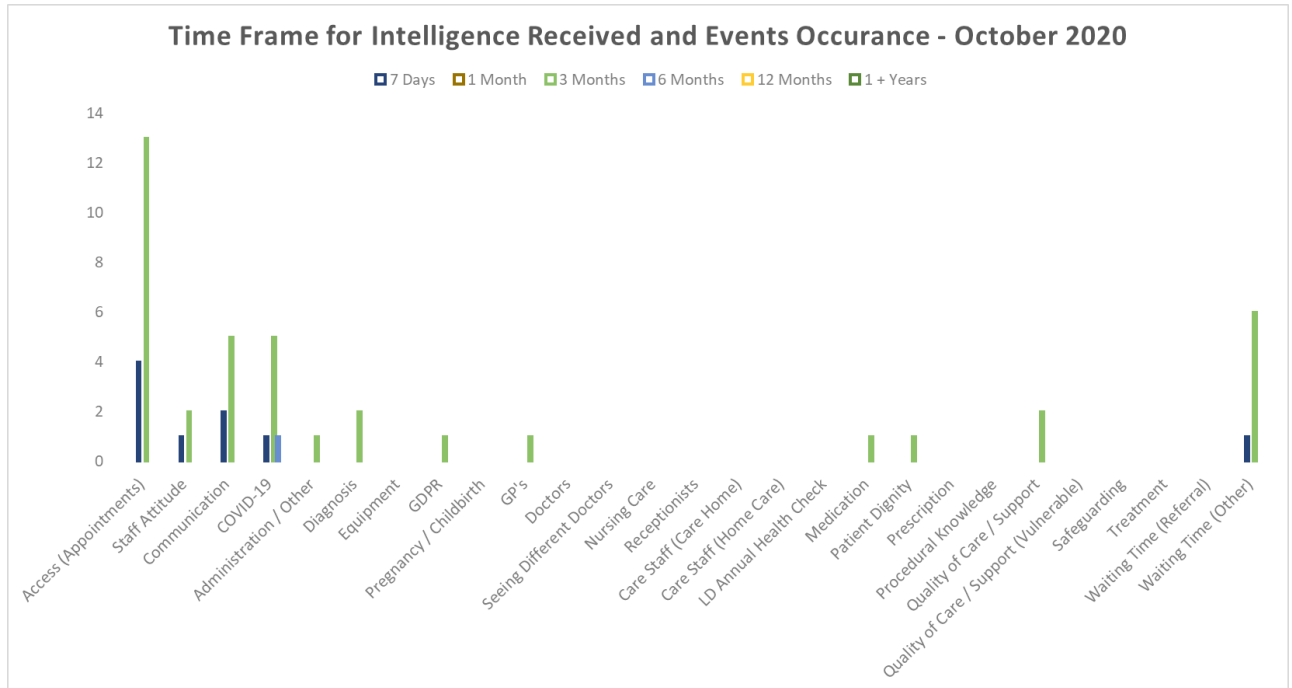 Time Frame for Intelligence Received and Events Occurance - October 2020
7 Days 1 Month 3 Months 6 Months 12 Months 1 + Years
14
12
10
8
6
4
2
0
Access (Appointments)
Staff Attitude
Communication
COVID-19
Administration / Other
Diagnosis
Equipment
GDPR
Pregnancy / Childbirth
GP's
Doctors
Seeing Different Doctors
Nursing Care
Receptionists
Care Staff (Care Home)
Care Staff (Home Care)
LD Annual Health Check
Medication
Patient Dignity
Prescription
Procedural Knowledge
Quality of Care / Support
Quality of Care / Support (Vulnerable)
Safeguarding
Treatment
Waiting Time (Referral)
Waiting Time (Other)